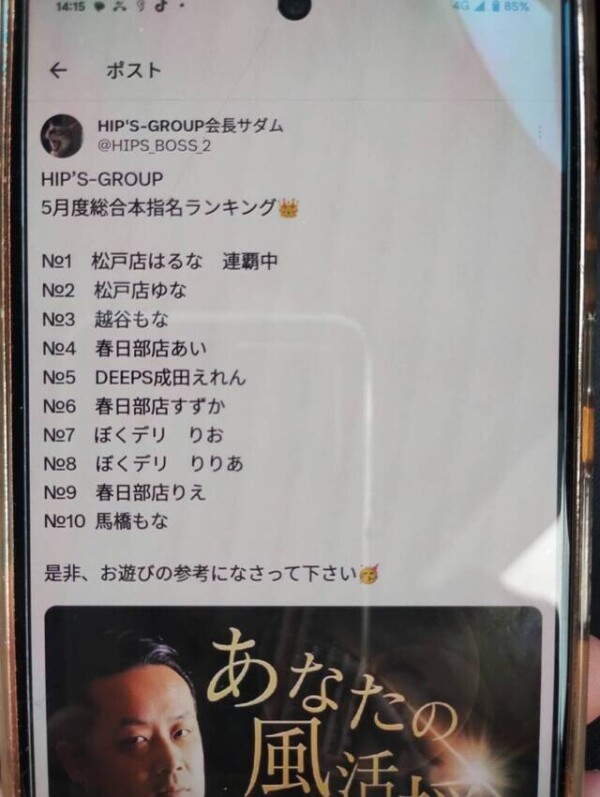 14:15
4G 85%
ポスト
HIP'S-GROUP会長サダム
@HIPS_BOSS_2
HIP'S-GROUP
5月度総合本指名ランキング👑
№1 松戸店はるな 連覇中
№2 松戸店ゆな
№3 越谷もな
№4 春日部店あい
№5 DEEPS成田えれん
№6 春日部店すずか
№7 ぼくデリ りお
№8 ぼくデリ りりあ
№9 春日部店りえ
№10 馬橋もな
是非、お遊びの参考になさって下さい🥳
あなたの
風活